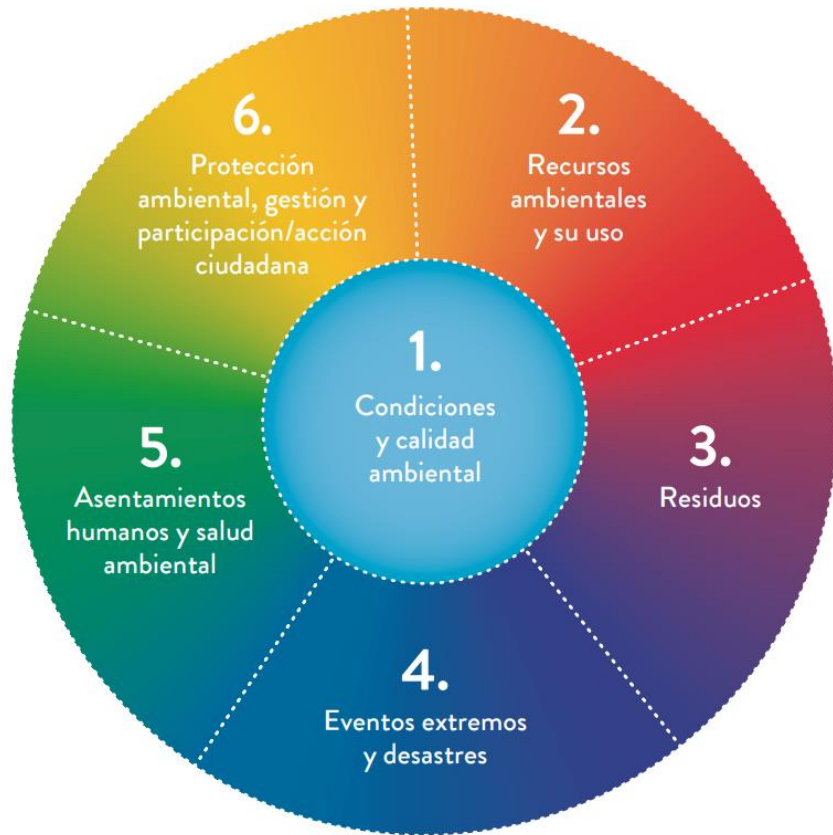 1.
Condiciones
y calidad
ambiental
2.
Recursos
ambientales
y su uso
3.
Residuos
4.
Eventos extremos
y desastres
5.
Asentamientos
humanos y salud
ambiental
6.
Protección
ambiental, gestión y
participación/acción
ciudadana